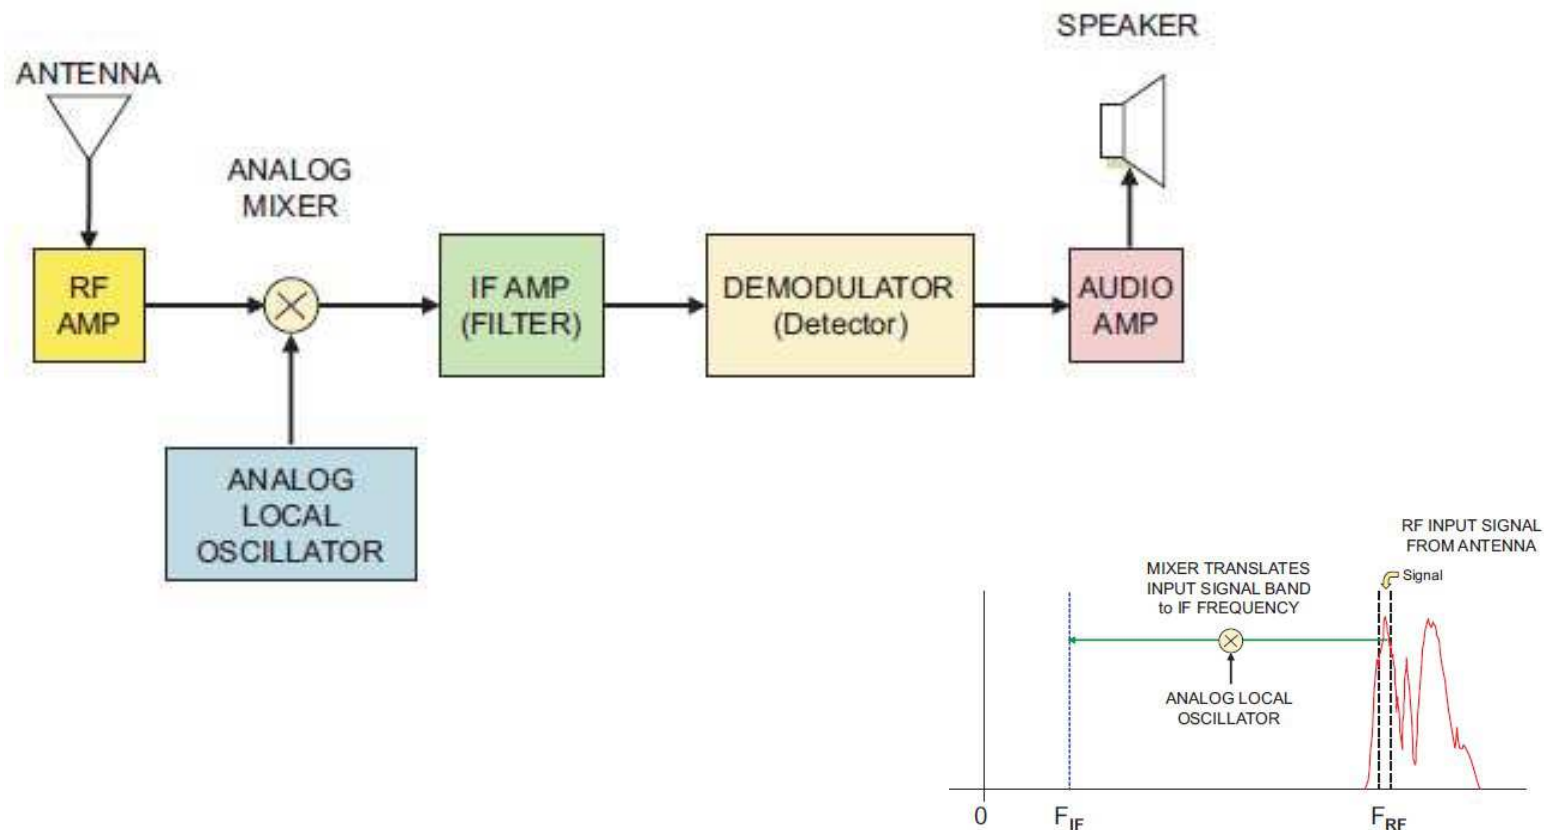 SPEAKER
ANTENNA
ANALOG
MIXER
RF
AMP
IF AMP
(FILTER)
DEMODULATOR
(Detector)
AUDIO
AMP
ANALOG
LOCAL
OSCILLATOR
RF INPUT SIGNAL
FROM ANTENNA
Signal
MIXER TRANSLATES
INPUT SIGNAL BAND
to IF FREQUENCY
ANALOG LOCAL
OSCILLATOR
0
FIF
FRF